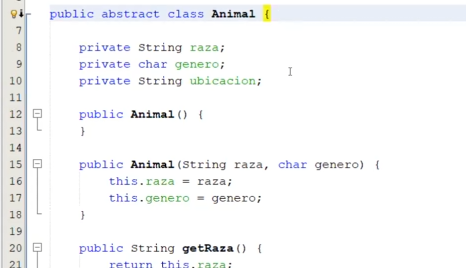 public abstract class Animal {
7
8 private String raza;
9 private char genero;
10 private String ubicacion;
11
12 public Animal() {
13 }
14
15 public Animal(String raza, char genero) {
16 this.raza = raza;
17 this.genero = genero;
18 }
19
20 public String getRaza() {
21 return this.raza;